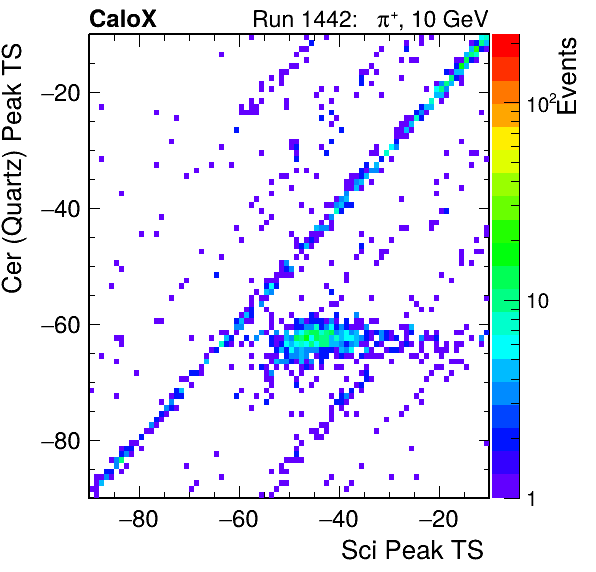 CaloX Run 1442: π⁺, 10 GeV
Cer (Quartz) Peak TS
−20
−40
−60
−80
−80 −60 −40 −20
Sci Peak TS
Events
10²
10
1